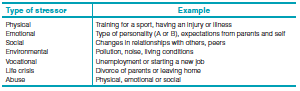 Type of stressor Example
Physical Training for a sport, having an injury or illness
Emotional Type of personality (A or B), expectations from parents and self
Social Changes in relationships with others, peers
Environmental Pollution, noise, living conditions
Vocational Unemployment or starting a new job
Life crisis Divorce of parents or leaving home
Abuse Physical, emotional or social